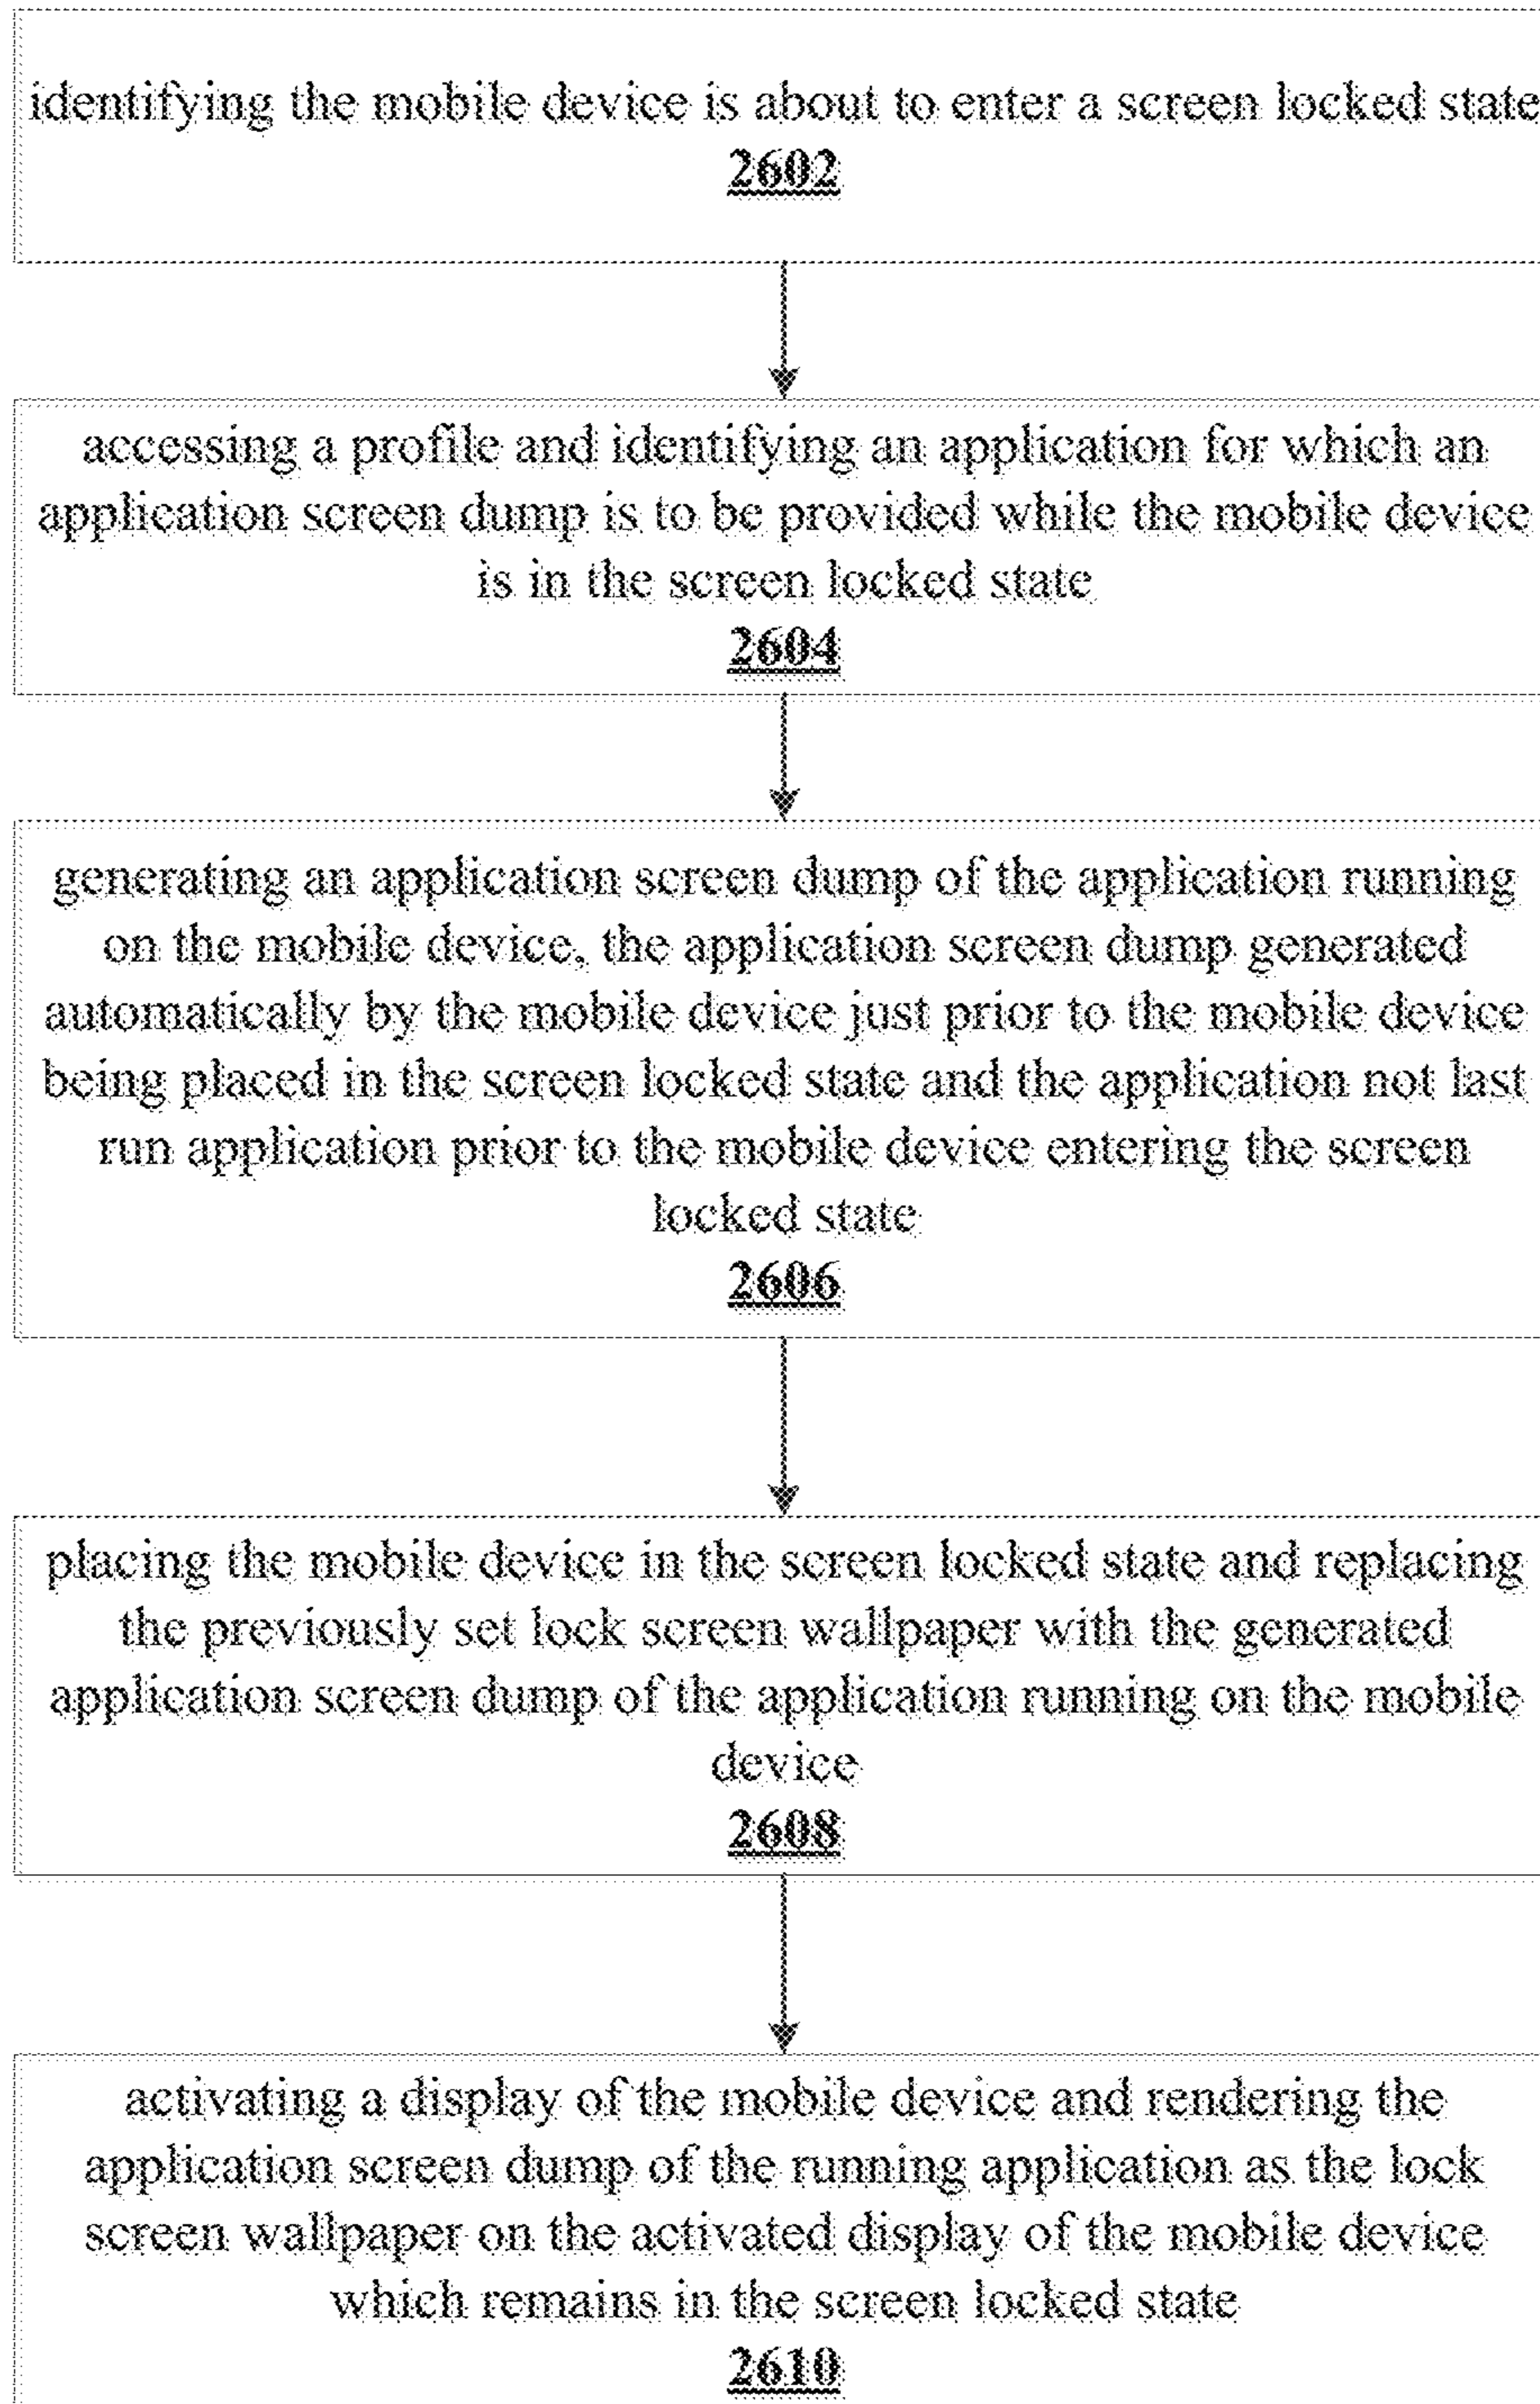 identifying the mobile device is about to enter a screen locked state
2602
accessing a profile and identifying an application for which an
application screen dump is to be provided while the mobile device
is in the screen locked state
2604
generating an application screen dump of the application running
on the mobile device, the application screen dump generated
automatically by the mobile device just prior to the mobile device
being placed in the screen locked state and the application not last
run application prior to the mobile device entering the screen
locked state
2606
placing the mobile device in the screen locked state and replacing
the previously set lock screen wallpaper with the generated
application screen dump of the application running on the mobile
device
2608
activating a display of the mobile device and rendering the
application screen dump of the running application as the lock
screen wallpaper on the activated display of the mobile device
which remains in the screen locked state
2610